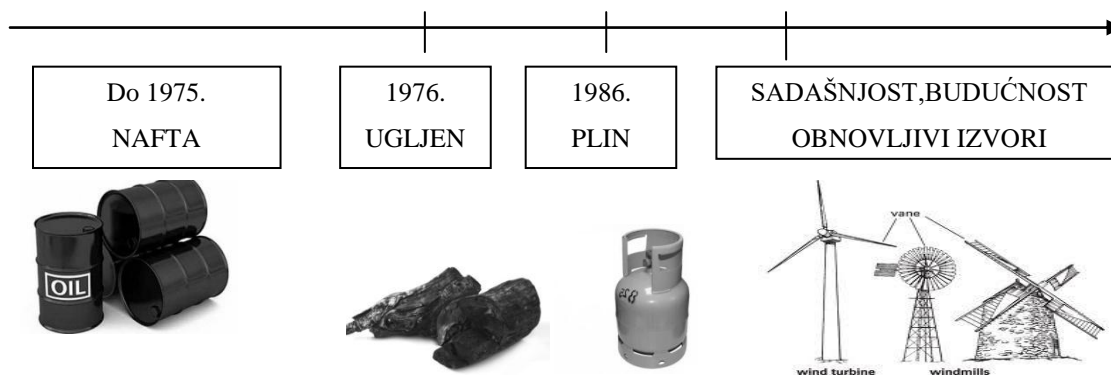 Do 1975.
NAFTA
1976.
UGLJEN
1986.
PLIN
SADAŠNJOST,BUDUĆNOST
OBNOVLJIVI IZVORI
OIL
vane
wind turbine
windmills